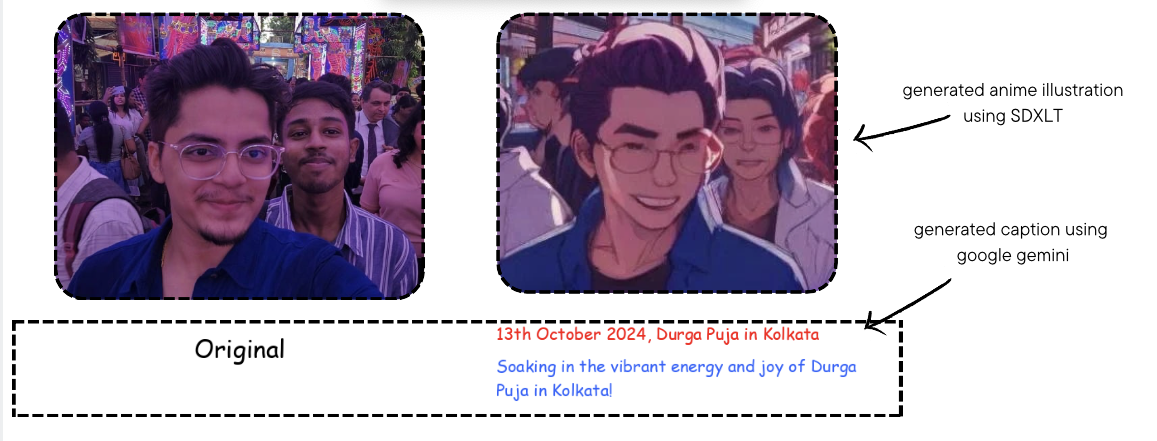 generated anime illustration
using SDXLT
generated caption using
google gemini
Original
13th October 2024, Durga Puja in Kolkata
Soaking in the vibrant energy and joy of Durga
Puja in Kolkata!